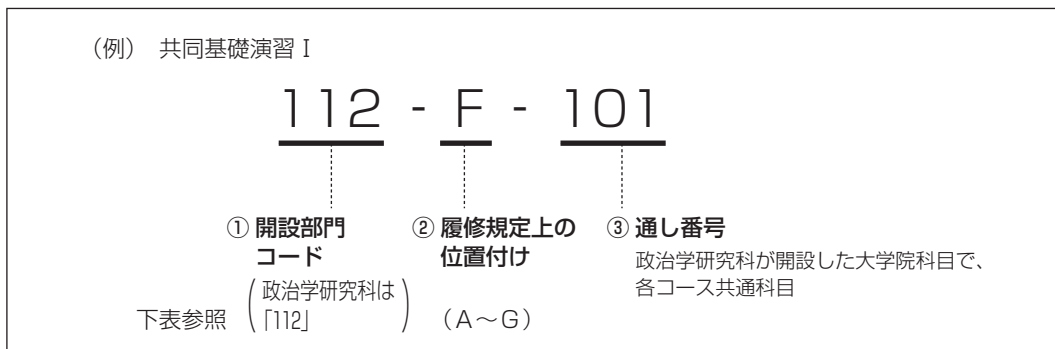 （例） 共同基礎演習Ⅰ
112 - F - 101
① 開設部門
コード
② 履修規定上の
位置付け
③ 通し番号
政治学研究科が開設した大学院科目で、
各コース共通科目
下表参照 (政治学研究科は
「112」)
（A～G）